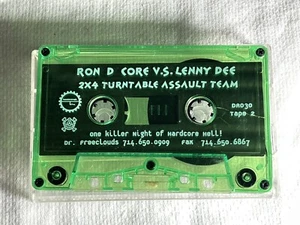 RON D CORE V.S. LENNY DEE
2X4 TURNTABLE ASSAULT TEAM
DR030
Tape 2
one killer night of hardcore hell!
Dr. Freeclouds 714.650.0909 Fax 714.650.6867